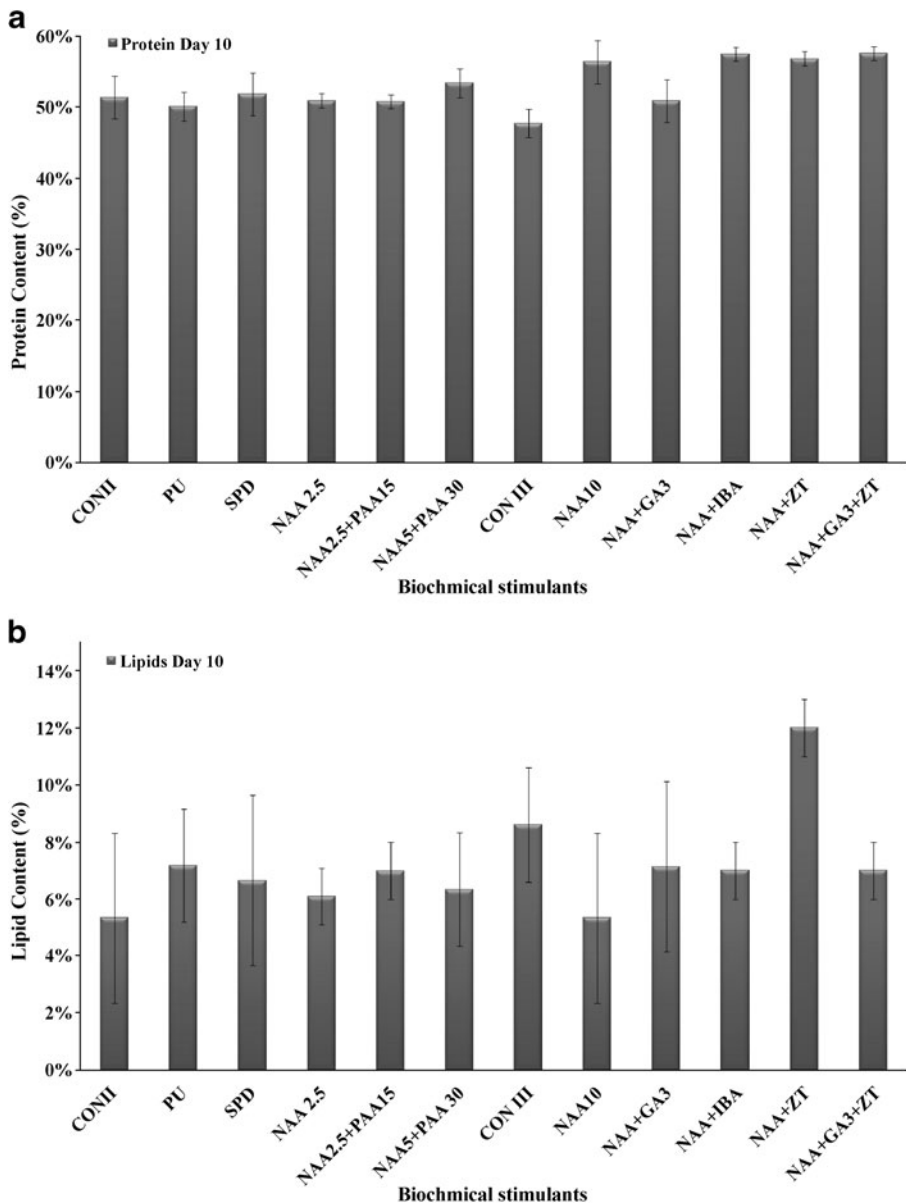 a
60%
Protein Day 10
50%
40%
30%
20%
10%
0%
Protein Content (%)
CONII
PU
SPD
NAA 2.5
NAA2.5+PAA15
NAA5+PAA 30
CON III
NAA10
NAA+GA3
NAA+IBA
NAA+ZT
NAA+GA3+ZT
Biochmical stimulants
b
Lipids Day 10
14%
12%
10%
8%
6%
4%
2%
0%
Lipid Content (%)
CONII
PU
SPD
NAA 2.5
NAA2.5+PAA15
NAA5+PAA 30
CON III
NAA10
NAA+GA3
NAA+IBA
NAA+ZT
NAA+GA3+ZT
Biochmical stimulants